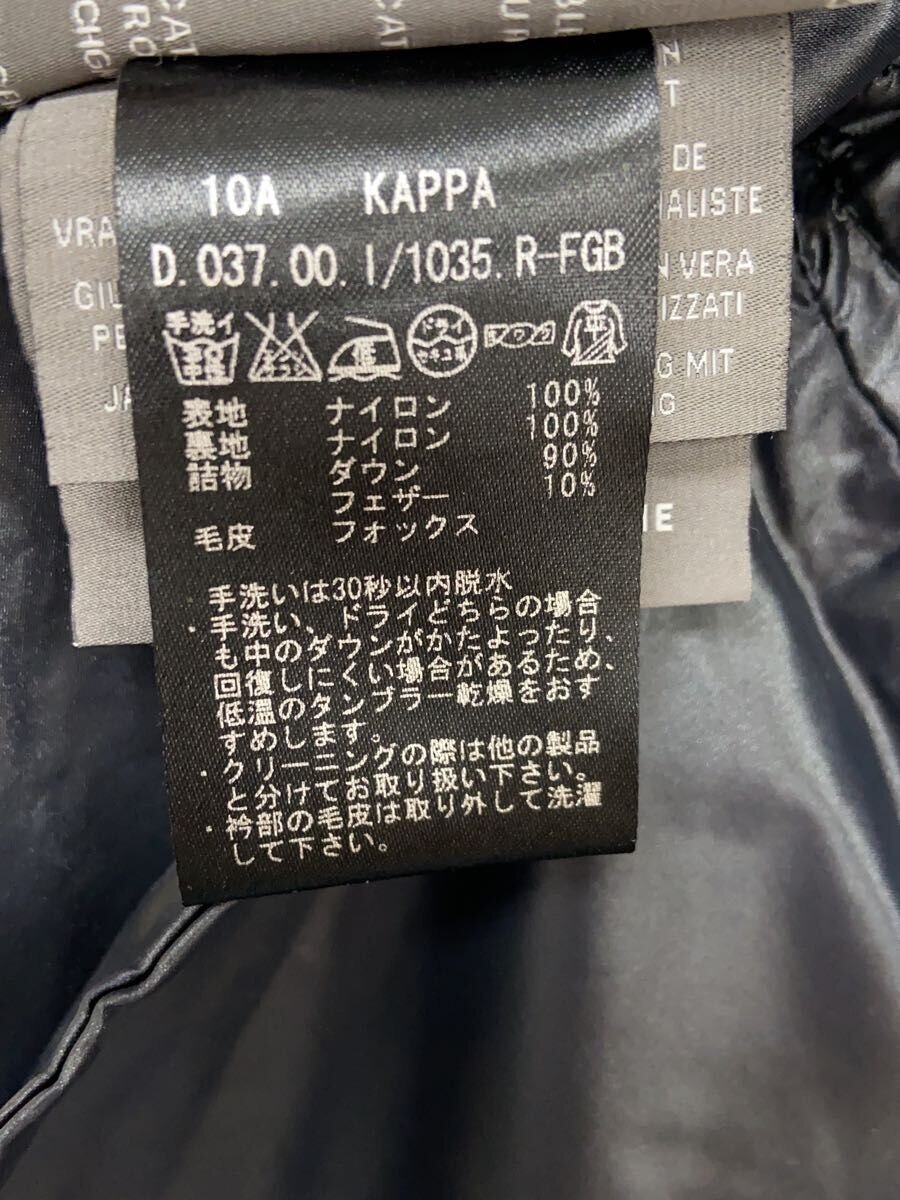 10A KAPPA
D.037.00.I/1035.R-FGB
手洗イ
ドライ
低
表地 ナイロン 100%
裏地 ナイロン 100%
詰物 ダウン 90%
フェザー 10%
毛皮 フォックス
手洗いは30秒以内脱水
・手洗い、ドライどちらの場合
も中のダウンがかたよったり、
回復しにくい場合があるため、
低温のタンブラー乾燥をおす
すめします。
クリーニングの際は他の製品
と分けてお取り扱い下さい。
・衿部の毛皮は取り外して洗濯
して下さい。
DE
VERA
MIT